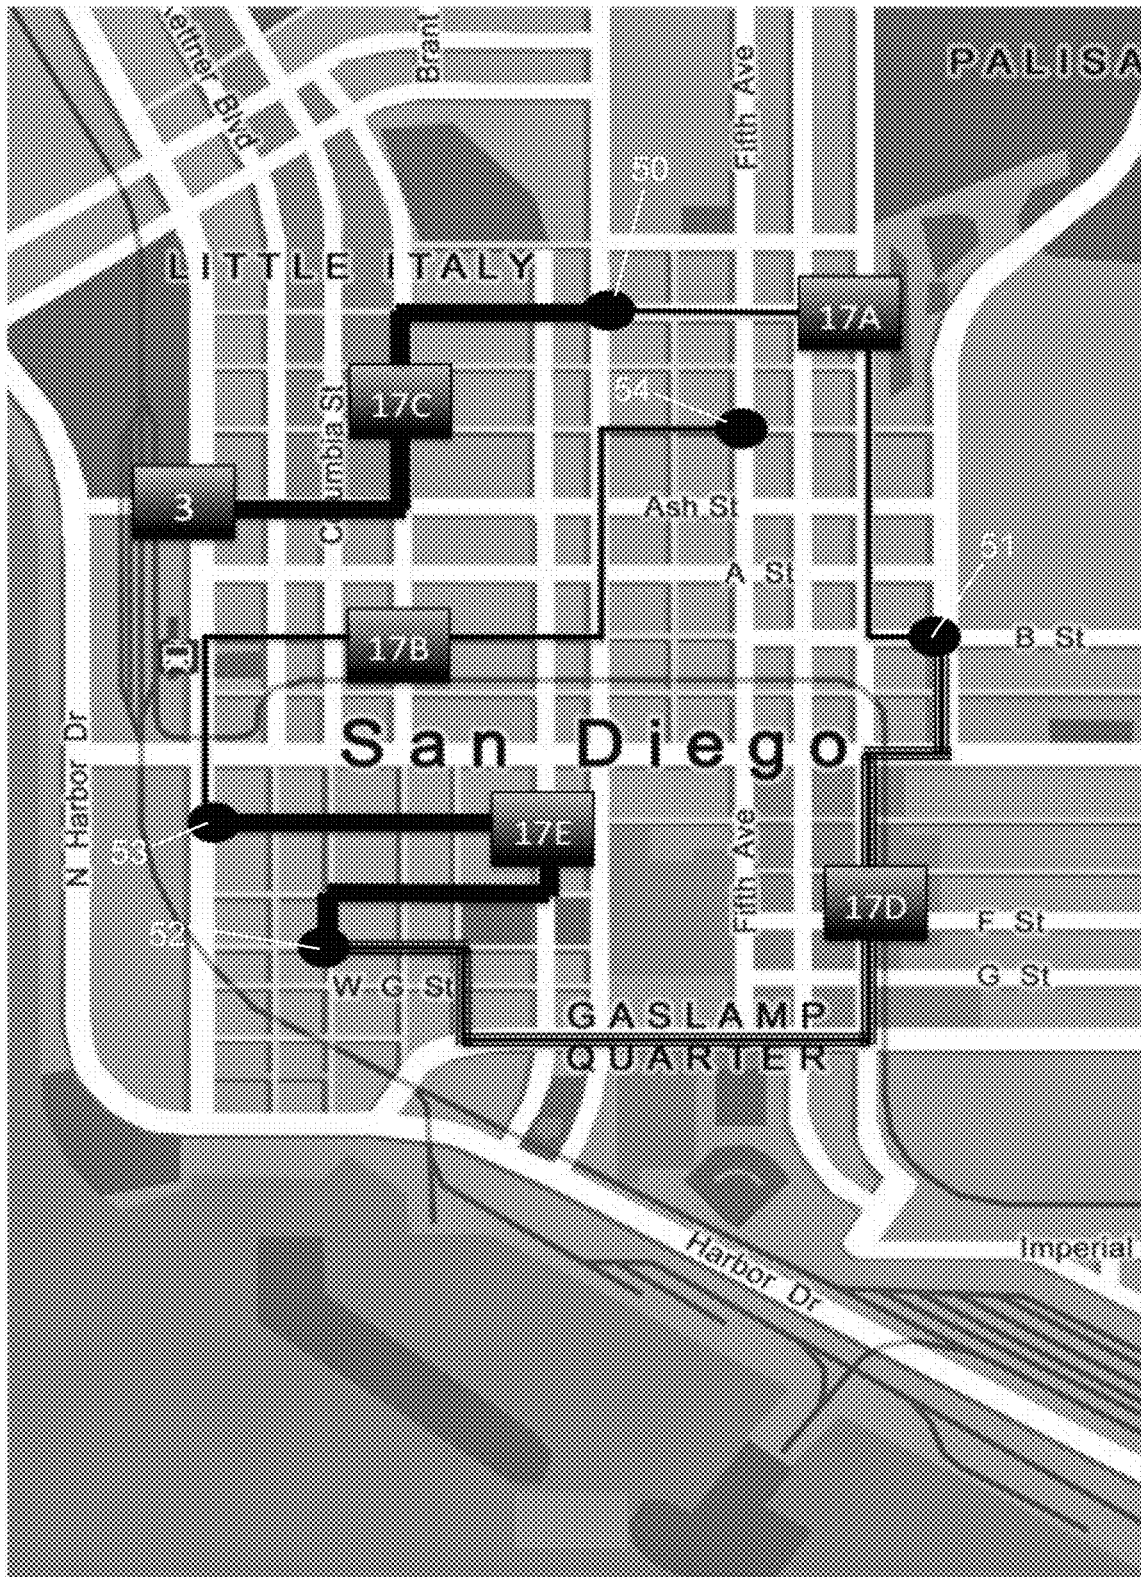 Kettner Blvd
Brant
Fifth Ave
PALISA
50
LITTLE ITALY
17A
54
17C
Columbia St
3
Ash St
51
A St
17B
B St
San Diego
N Harbor Dr
53
17E
Fifth Ave
52
17D
F St
W G St
G St
GASLAMP
QUARTER
Harbor Dr
Imperial